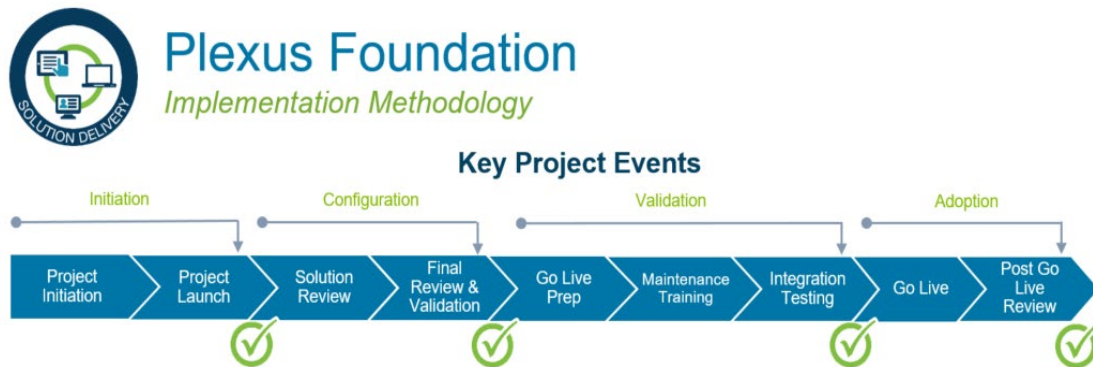 SOLUTION DELIVERY
Plexus Foundation
Implementation Methodology
Key Project Events
Initiation
Configuration
Validation
Adoption
Project
Initiation
Project
Launch
Solution
Review
Final
Review &
Validation
Go Live
Prep
Maintenance
Training
Integration
Testing
Go Live
Post Go
Live
Review